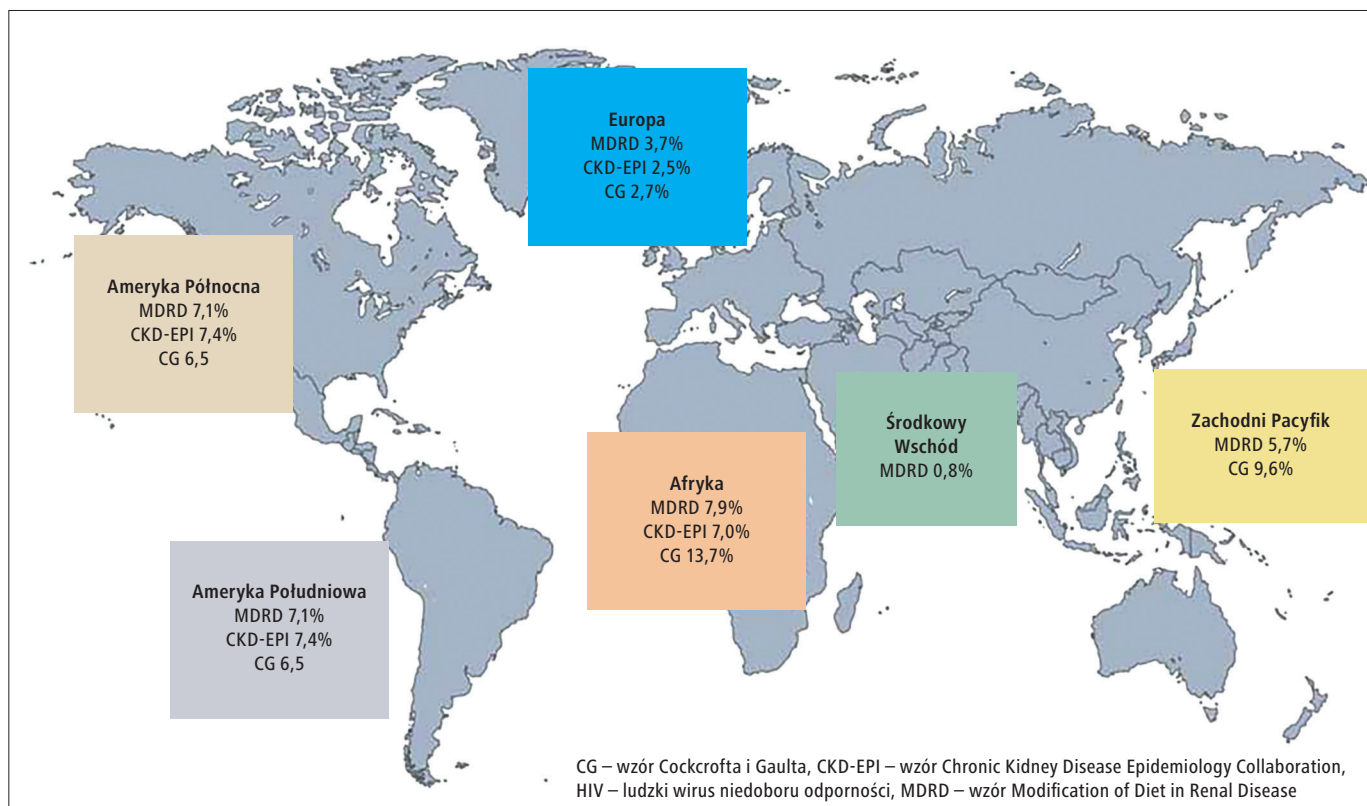 Europa
MDRD 3,7%
CKD-EPI 2,5%
CG 2,7%
Ameryka Północna
MDRD 7,1%
CKD-EPI 7,4%
CG 6,5
Środkowy
Wschód
MDRD 0,8%
Zachodni Pacyfik
MDRD 5,7%
CG 9,6%
Afryka
MDRD 7,9%
CKD-EPI 7,0%
CG 13,7%
Ameryka Południowa
MDRD 7,1%
CKD-EPI 7,4%
CG 6,5
CG – wzór Cockcrofta i Gaulta, CKD-EPI – wzór Chronic Kidney Disease Epidemiology Collaboration,
HIV – ludzki wirus niedoboru odporności, MDRD – wzór Modification of Diet in Renal Disease